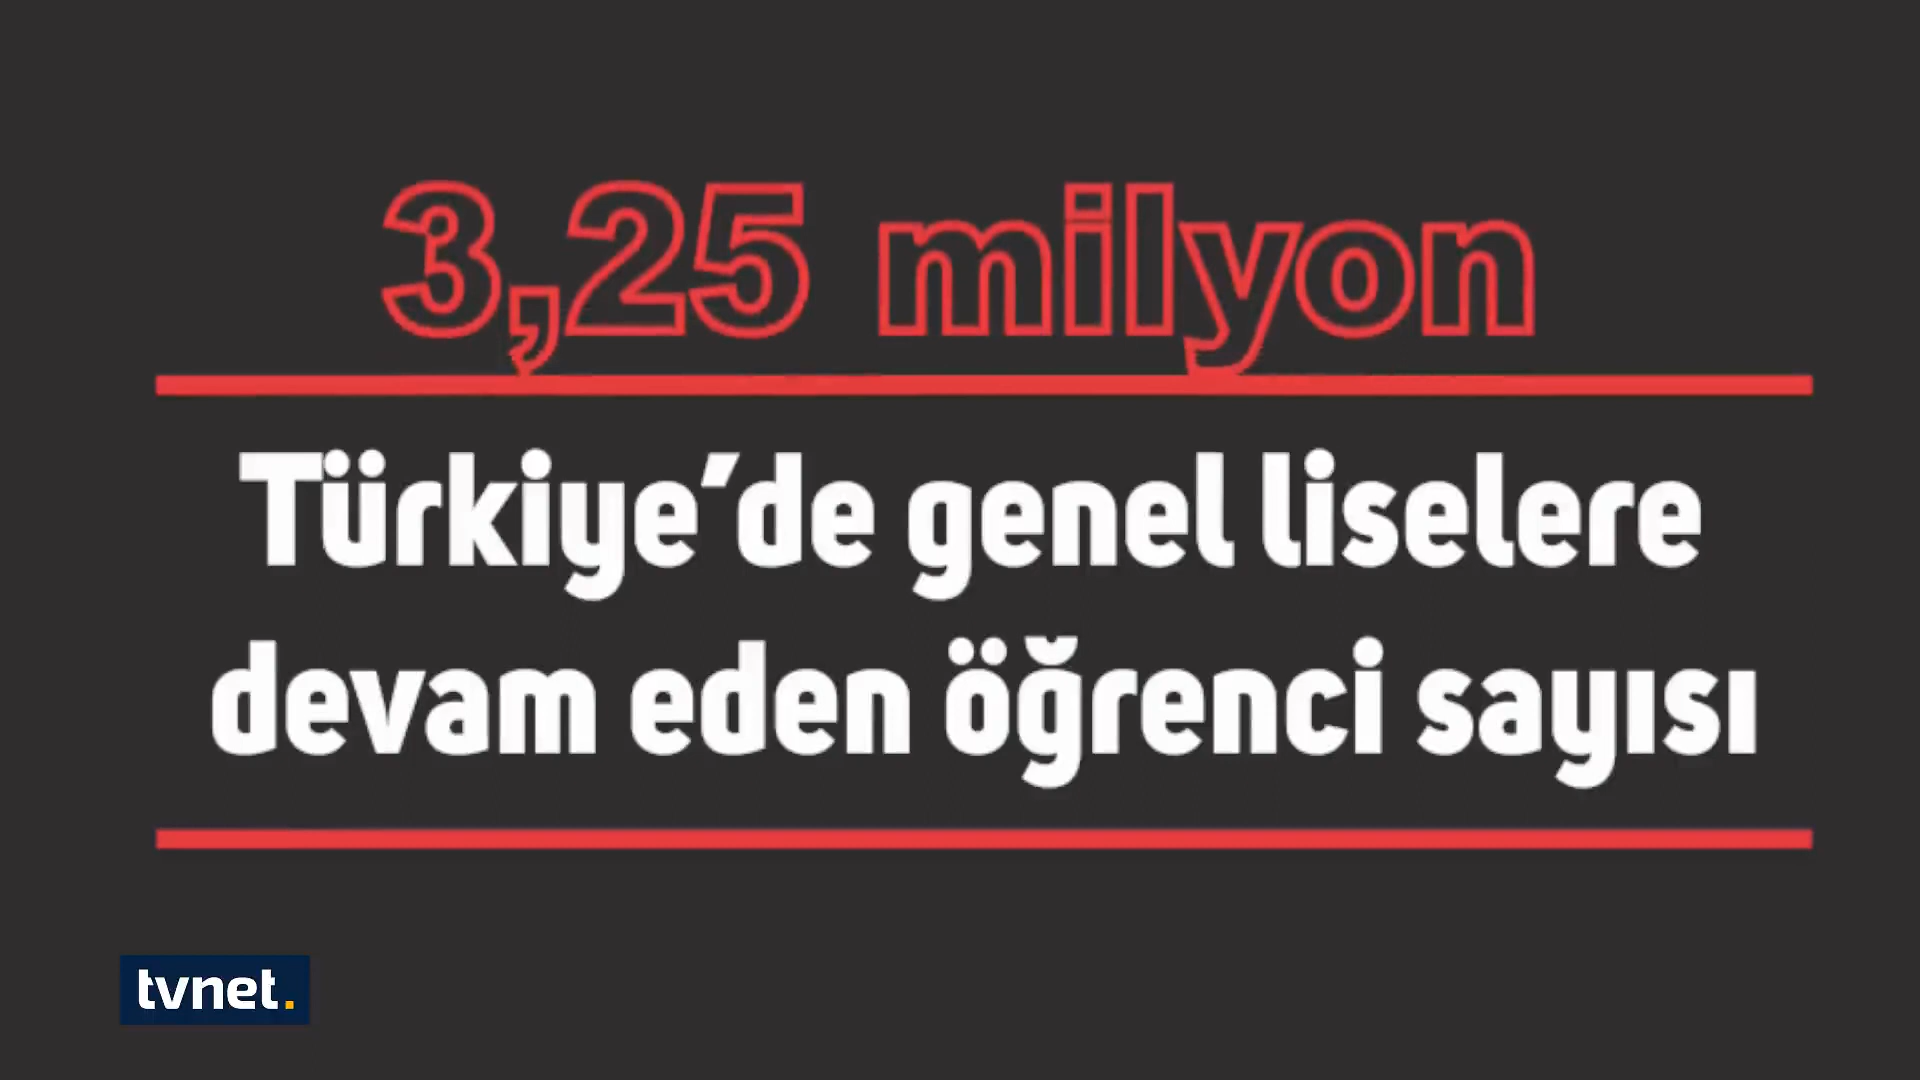 3,25 milyon
Türkiye’de genel liselere
devam eden öğrenci sayısı
tvnet.